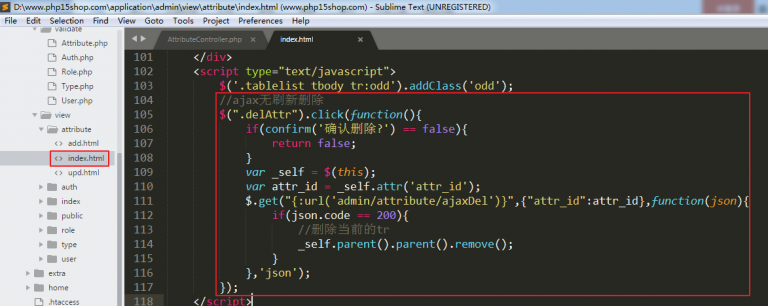 D:\www.php15shop.com\application\admin\view\attribute\index.html (www.php15shop.com) - Sublime Text (UNREGISTERED)
File Edit Selection Find View Goto Tools Project Preferences Help
validate
Attribute.php
Auth.php
Role.php
Type.php
User.php
view
attribute
add.html
index.html
upd.html
auth
index
public
role
type
user
extra
home
.htaccess
AttributeController.php × index.html ×
101 </div>
102 <script type="text/javascript">
103 $('.tablelist tbody tr:odd').addClass('odd');
104 //ajax无刷新删除
105 $(".delAttr").click(function(){
106 if(confirm('确认删除?') == false){
107 return false;
108 }
109 var _self = $(this);
110 var attr_id = _self.attr('attr_id');
111 $.get("{:url('admin/attribute/ajaxDel')}",{"attr_id":attr_id},function(json){
112 if(json.code == 200){
113 //删除当前的tr
114 _self.parent().parent().remove();
115 }
116 },'json');
117 });
118 </script>